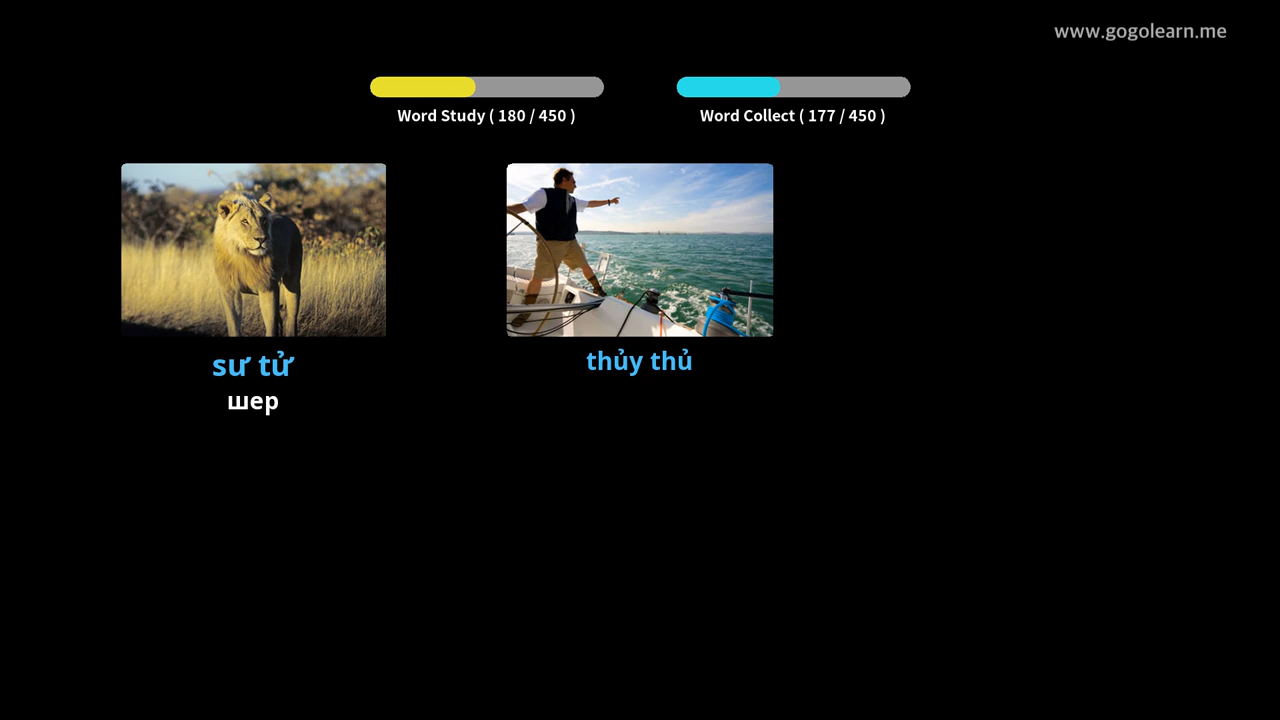 www.gogolearn.me
Word Study ( 180 / 450 )
Word Collect ( 177 / 450 )
sư tử
шер
thủy thủ